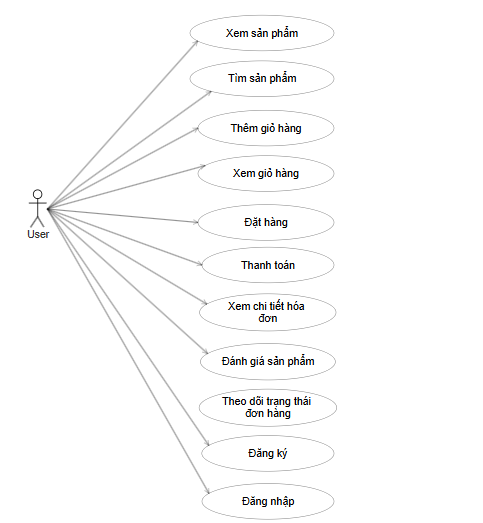 Xem sản phẩm
Tìm sản phẩm
Thêm giỏ hàng
Xem giỏ hàng
User
Đặt hàng
Thanh toán
Xem chi tiết hóa
đơn
Đánh giá sản phẩm
Theo dõi trạng thái
đơn hàng
Đăng ký
Đăng nhập